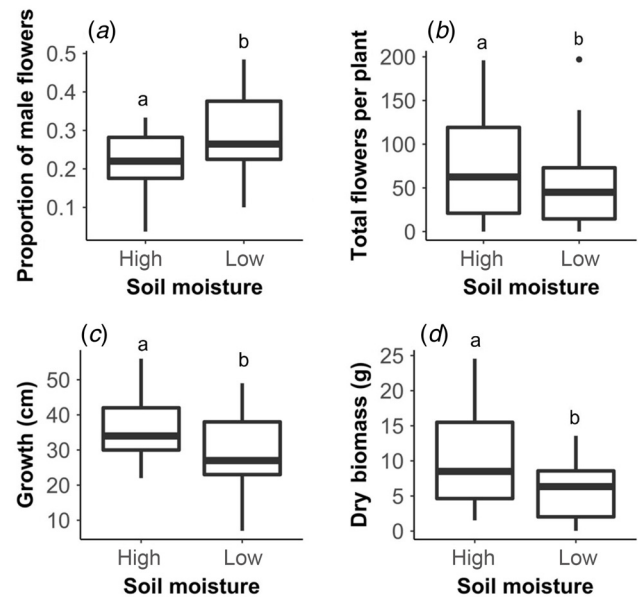 (a)
Proportion of male flowers
0.5
0.4
0.3
0.2
0.1
a
b
High
Low
Soil moisture
(b)
Total flowers per plant
200
150
100
50
0
a
b
High
Low
Soil moisture
(c)
Growth (cm)
50
40
30
20
10
a
b
High
Low
Soil moisture
(d)
Dry biomass (g)
25
20
15
10
5
0
a
b
High
Low
Soil moisture